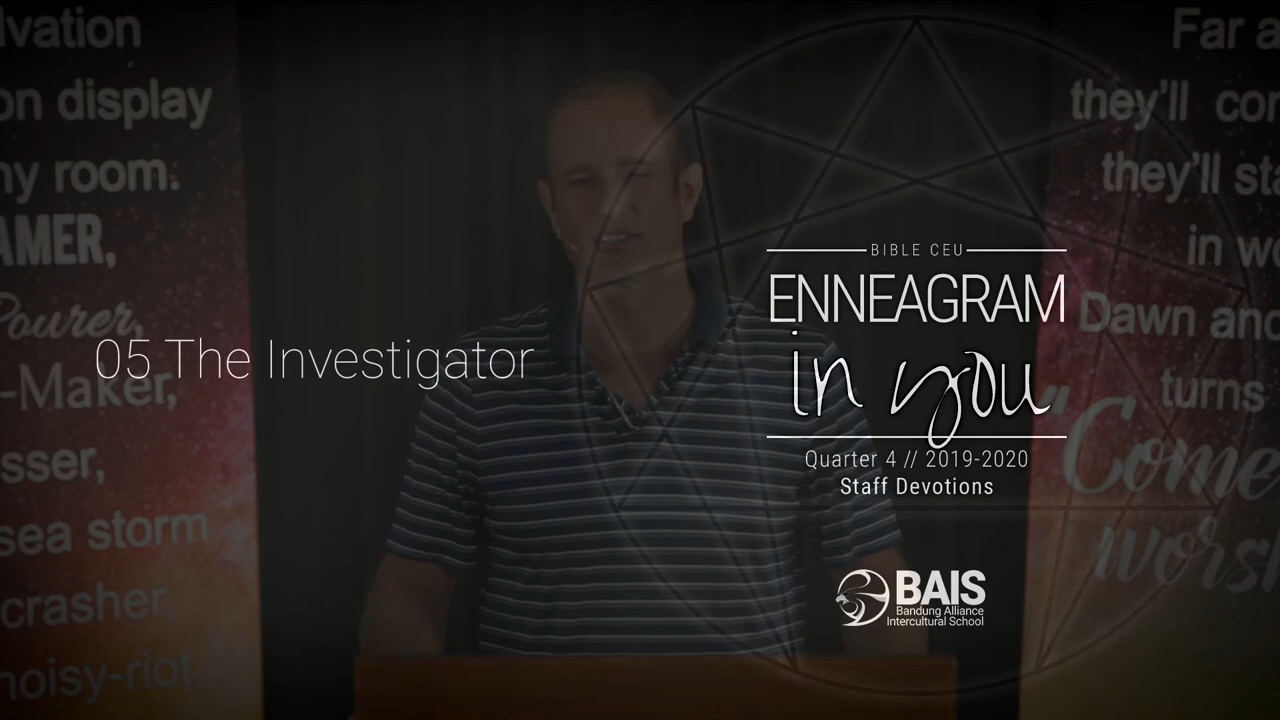 lvation
on display
ny room.
AMER,
Pourer,
-Maker,
sser,
sea storm
crasher,
noisy-riot
05 The Investigator
BIBLE CEU
ENNEAGRAM
in you
Quarter 4 // 2019-2020
Staff Devotions
BAIS
Bandung Alliance
Intercultural School
Far a
they'll cor
they'll sta
in wo
Dawn and
turns
"Come
worsh